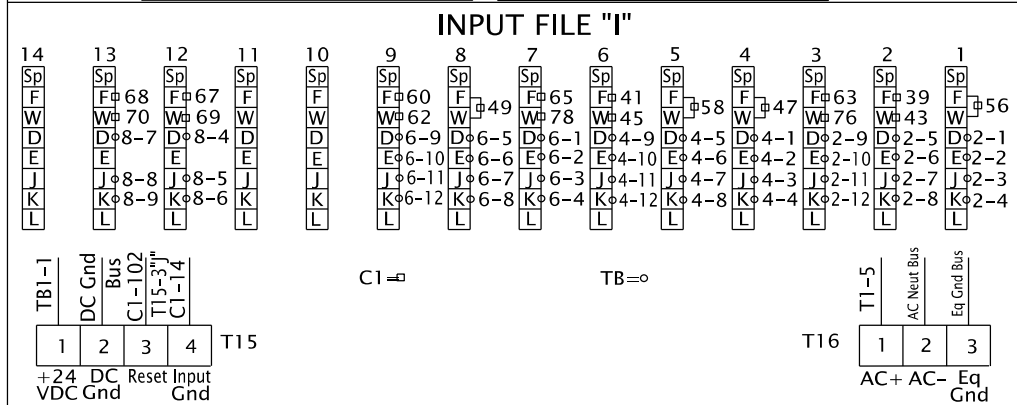 INPUT FILE "I"
14 13 12 11 10 9 8 7 6 5 4 3 2 1
Sp Sp Sp Sp Sp Sp Sp Sp Sp Sp Sp Sp Sp Sp
F F 68 F 67 F F F 60 F F 65 F 41 F F F 63 F 39 F
49 58 47 56
W W 70 W 69 W W W 62 W W 78 W 45 W W W 76 W 43 W
D D 8-7 D 8-4 D D D 6-9 D 6-5 D 6-1 D 4-9 D 4-5 D 4-1 D 2-9 D 2-5 D 2-1
E E E E E E 6-10 E 6-6 E 6-2 E 4-10 E 4-6 E 4-2 E 2-10 E 2-6 E 2-2
J J 8-8 J 8-5 J J J 6-11 J 6-7 J 6-3 J 4-11 J 4-7 J 4-3 J 2-11 J 2-7 J 2-3
K K 8-9 K 8-6 K K K 6-12 K 6-8 K 6-4 K 4-12 K 4-8 K 4-4 K 2-12 K 2-8 K 2-4
L L L L L L L L L L L L L L
C1= TB=
TB1-1
DC Gnd
Bus
C1-102
T15-3"J"
C1-14
T1-5
AC Neut Bus
Eq Gnd Bus
1 2 3 4 T15
T16 1 2 3
+24 DC Reset Input
VDC Gnd Gnd
AC+ AC- Eq
Gnd